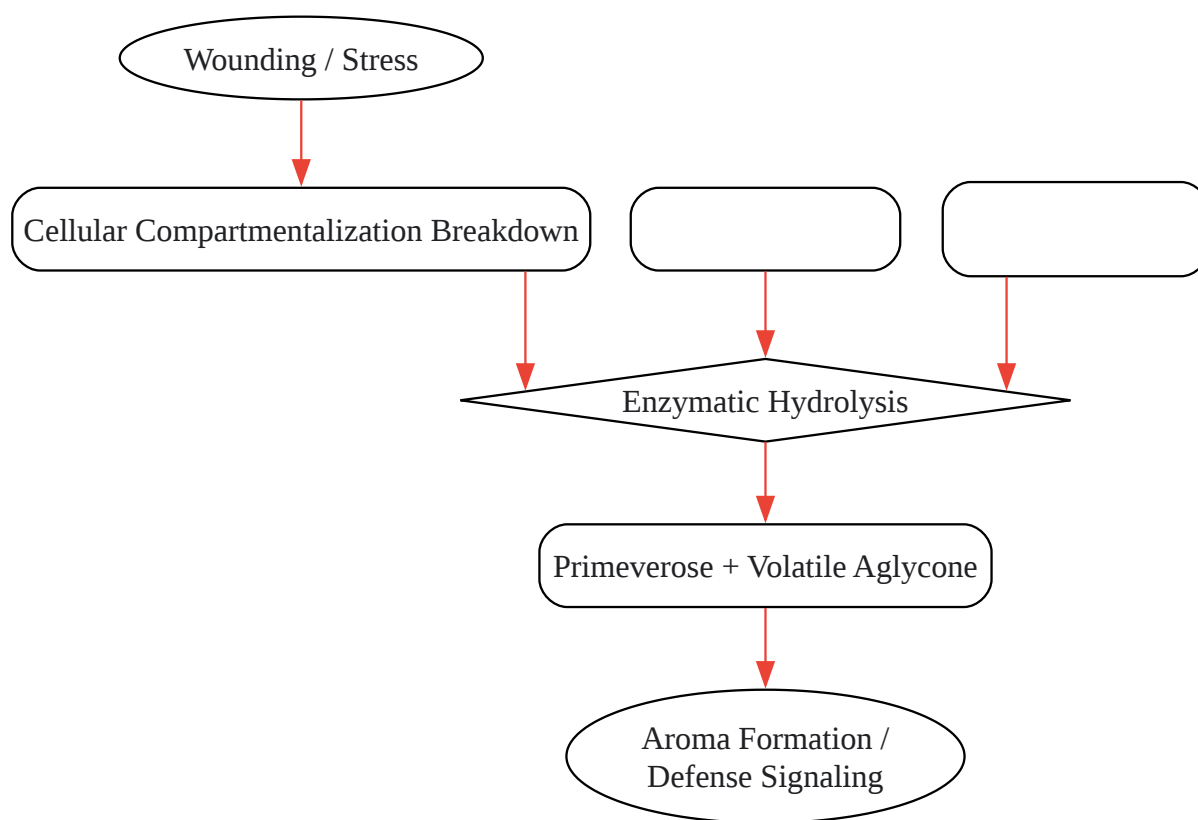 Wounding / Stress
Cellular Compartmentalization Breakdown
Enzymatic Hydrolysis
Primeverose + Volatile Aglycone
Aroma Formation /
Defense Signaling